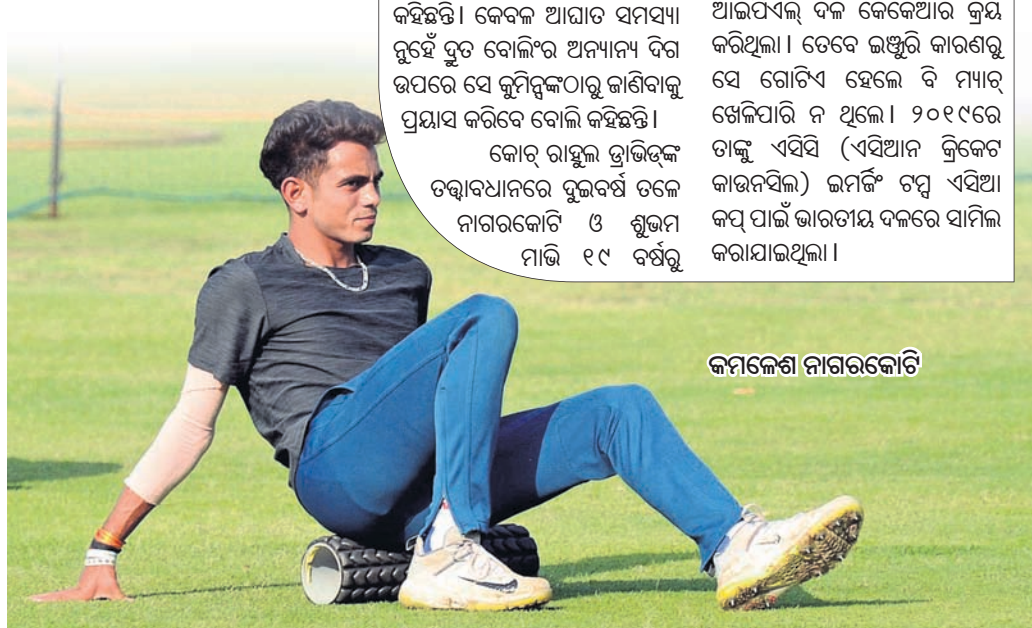 କହିଛନ୍ତି। କେବଳ ଆଘାତ ସମସ୍ୟା
ନୁହେଁ ଦ୍ରୁତ ବୋଲିଂର ଅନ୍ୟାନ୍ୟ ଦିଗ
ଉପରେ ସେ କୁମିନ୍ସଙ୍କଠାରୁ ଜାଣିବାକୁ
ପ୍ରୟାସ କରିବେ ବୋଲି କହିଛନ୍ତି।
କୋଚ୍ ରାହୁଲ ଡ୍ରାଭିଡ୍‌ଙ୍କ
ତତ୍ତ୍ୱାବଧାନରେ ଦୁଇବର୍ଷ ତଳେ
ନାଗରକୋଟି ଓ ଶୁଭମ
ମାଭି ୧୯ ବର୍ଷରୁ
ଆଇପିଏଲ୍ ଦଳ କେକେଆର କ୍ରୟ
କରିଥିଲା। ତେବେ ଇଞ୍ଜୁରି କାରଣରୁ
ସେ ଗୋଟିଏ ହେଲେ ବି ମ୍ୟାଚ୍
ଖେଳିପାରି ନ ଥିଲେ। ୨୦୧୯ରେ
ତାଙ୍କୁ ଏସିସି (ଏସିଆନ କ୍ରିକେଟ
କାଉନସିଲ) ଇମର୍ଜିଂ ଟମ୍ସ ଏସିଆ
କପ୍ ପାଇଁ ଭାରତୀୟ ଦଳରେ ସାମିଲ
କରାଯାଇଥିଲା।
କମଳେଶ ନାଗରକୋଟି